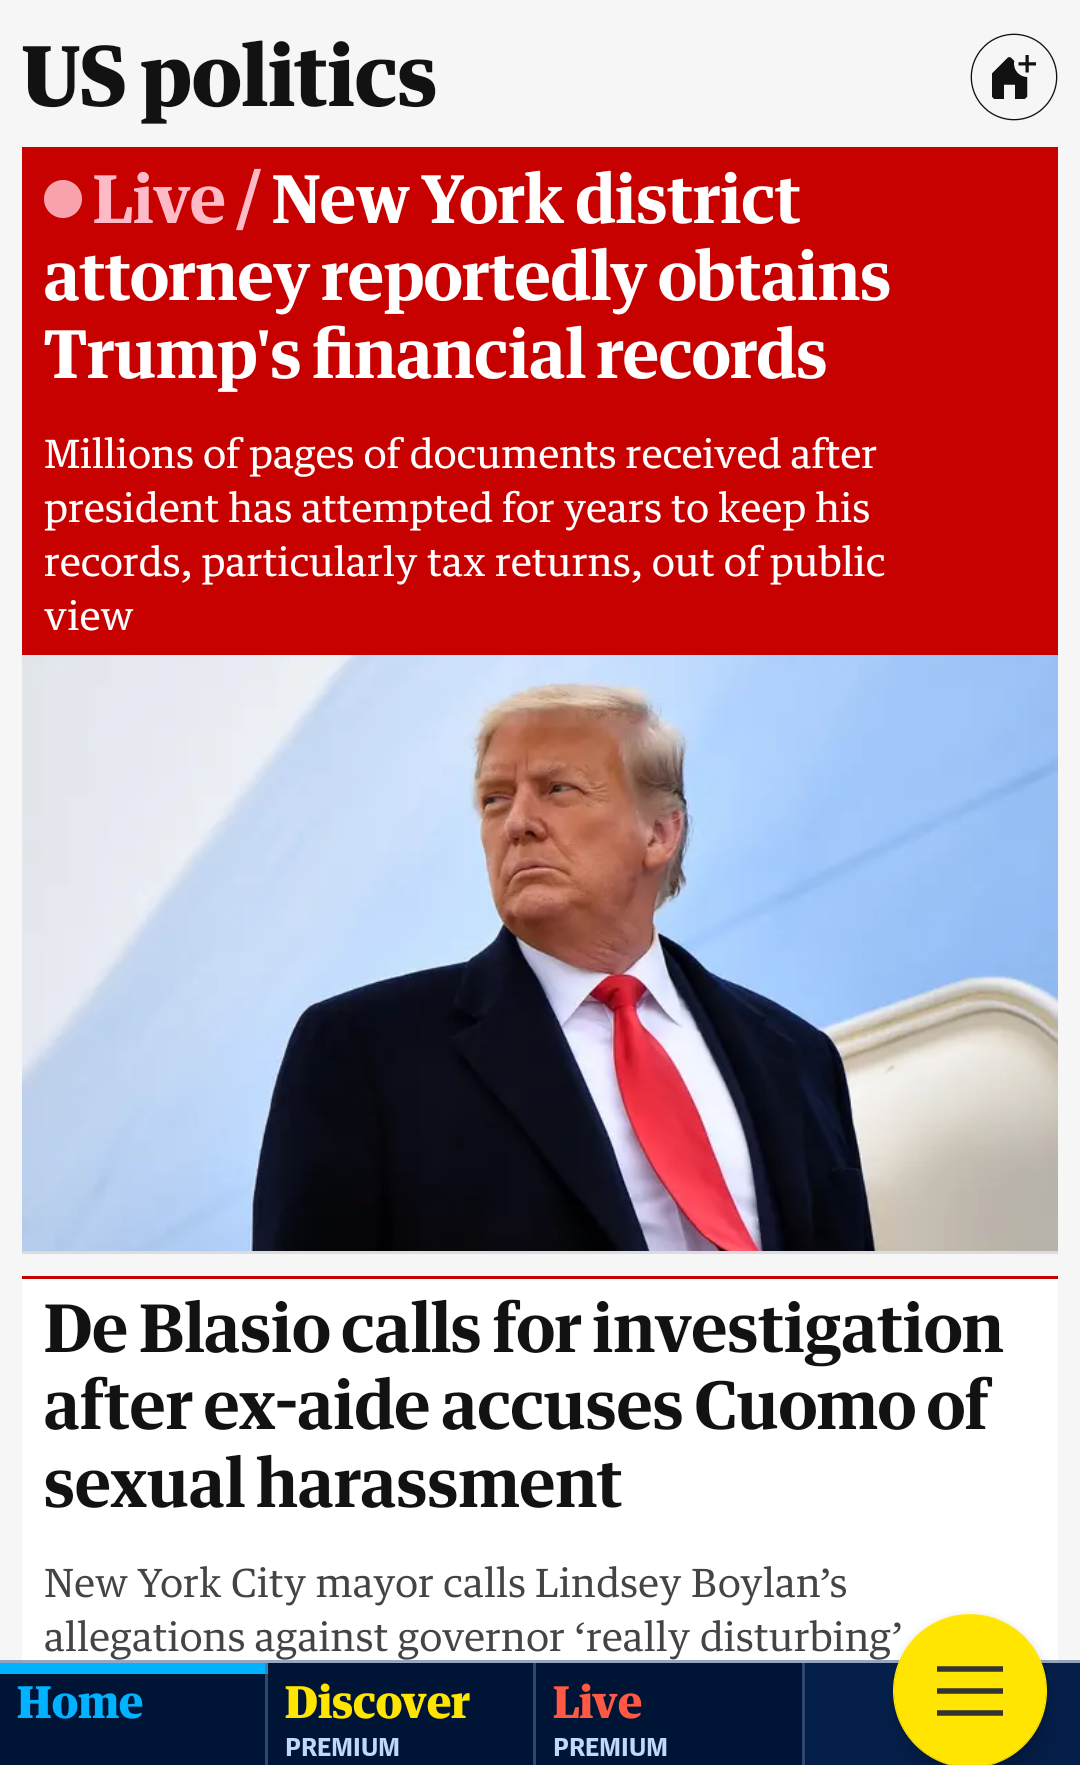 US politics
Live / New York district
attorney reportedly obtains
Trump's financial records
Millions of pages of documents received after
president has attempted for years to keep his
records, particularly tax returns, out of public
view
De Blasio calls for investigation
after ex-aide accuses Cuomo of
sexual harassment
New York City mayor calls Lindsey Boylan’s
allegations against governor ‘really disturbing’
Home
Discover
PREMIUM
Live
PREMIUM